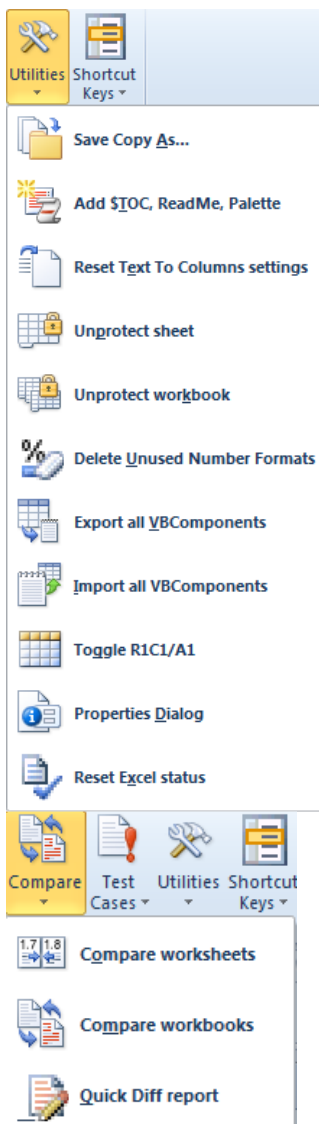 Utilities Shortcut
Keys
Save Copy As...
Add $TOC, ReadMe, Palette
Reset Text To Columns settings
Unprotect sheet
Unprotect workbook
%
Delete Unused Number Formats
Export all VBComponents
Import all VBComponents
Toggle R1C1/A1
Properties Dialog
Reset Excel status
Compare Test Utilities Shortcut
Cases Keys
1.7 1.8
Compare worksheets
Compare workbooks
Quick Diff report